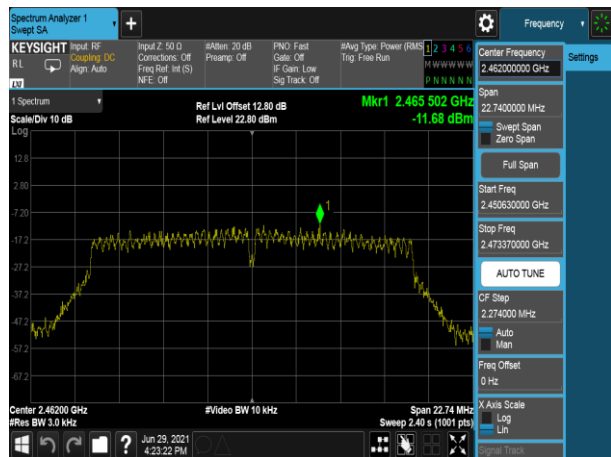 Spectrum Analyzer 1
Swept SA
+
Frequency
KEYSIGHT
RL
LXI
Input: RF
Coupling: DC
Align: Auto
Input Z: 50 Ω
Corrections: Off
Freq Ref: Int (S)
NFE: Off
#Atten: 20 dB
Preamp: Off
PNO: Fast
Gate: Off
IF Gain: Low
Sig Track: Off
#Avg Type: Power (RMS
Trig: Free Run
1 2 3 4 5 6
M W W W W W
P N N N N N
Center Frequency
2.462000000 GHz
Settings
Span
22.7400000 MHz
Swept Span
Zero Span
Full Span
Start Freq
2.450630000 GHz
Stop Freq
2.473370000 GHz
AUTO TUNE
CF Step
2.274000 MHz
Auto
Man
Freq Offset
0 Hz
X Axis Scale
Log
Lin
Signal Track
1 Spectrum
Scale/Div 10 dB
Log
Ref Lvl Offset 12.80 dB
Ref Level 22.80 dBm
Mkr1 2.465 502 GHz
-11.68 dBm
12.8
2.80
-7.20
-17.2
-27.2
-37.2
-47.2
-57.2
-67.2
1
Center 2.46200 GHz
#Res BW 3.0 kHz
#Video BW 10 kHz
Span 22.74 MHz
Sweep 2.40 s (1001 pts)
?
Jun 29, 2021
4:23:22 PM